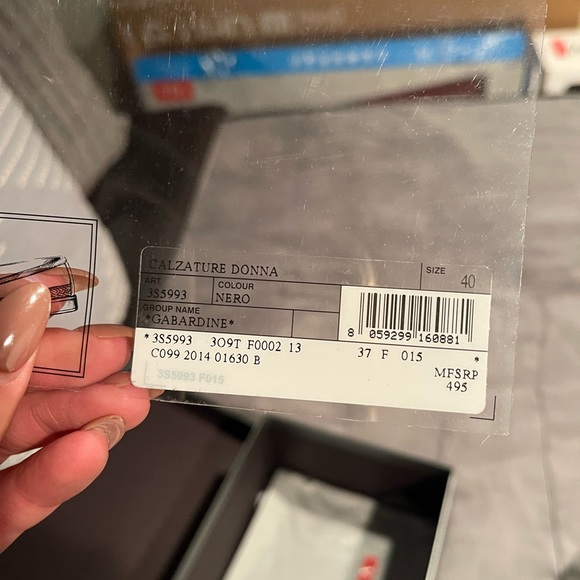 CALZATURE DONNA
SIZE 40
ART. COLOUR
3S5993 NERO
GROUP NAME
*GABARDINE*
8 059299 160881
*3S5993 3O9T F0002 13 37 F 015 *
C099 2014 01630 B
MFSRP
495
3S5993 F015